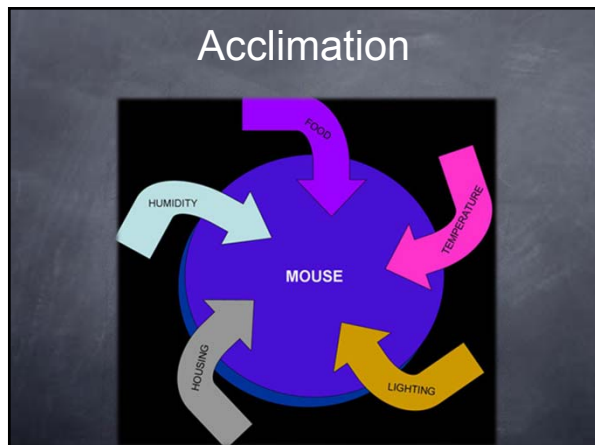 Acclimation
FOOD
HUMIDITY
TEMPERATURE
MOUSE
HOUSING
LIGHTING